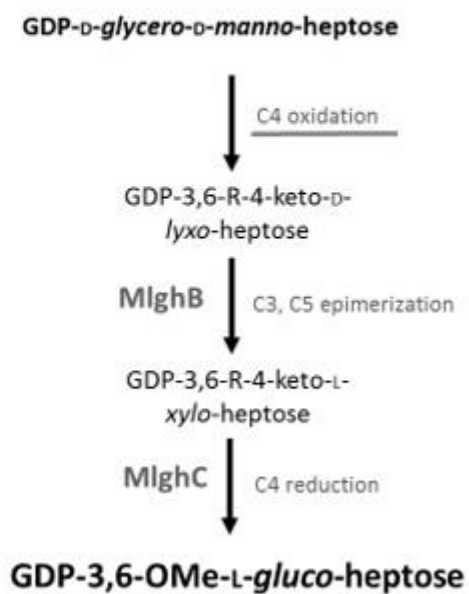 GDP-D-glycero-D-manno-heptose
C4 oxidation
GDP-3,6-R-4-keto-D-
lyxo-heptose
MlghB
C3, C5 epimerization
GDP-3,6-R-4-keto-L-
xylo-heptose
MlghC
C4 reduction
GDP-3,6-OMe-L-gluco-heptose